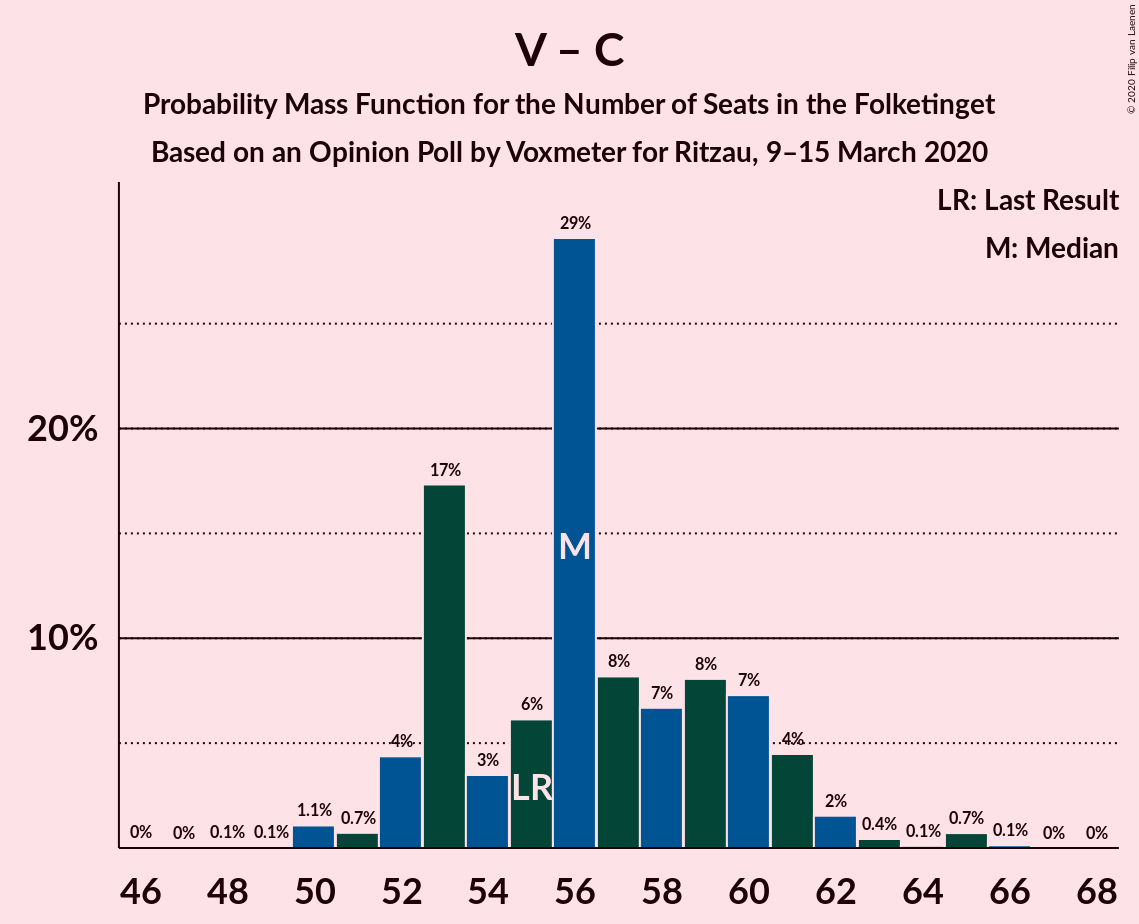 V – C
Probability Mass Function for the Number of Seats in the Folketinget
Based on an Opinion Poll by Voxmeter for Ritzau, 9–15 March 2020
© 2020 Filip van Laenen
LR: Last Result
M: Median
20%
10%
0% 0% 0.1% 0.1% 1.1% 0.7% 4% 17% 3% 6% 29% 8% 7% 8% 7% 4% 2% 0.4% 0.1% 0.7% 0.1% 0% 0%
LR M
46 48 50 52 54 56 58 60 62 64 66 68